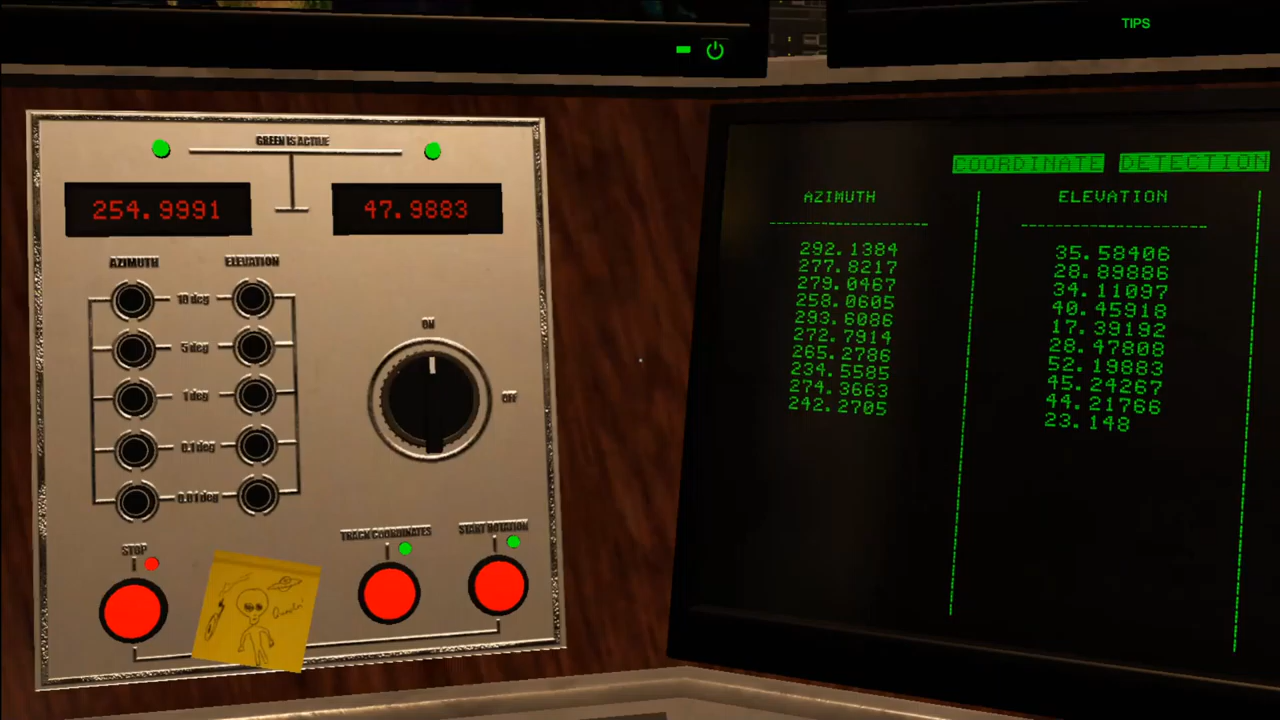 TIPS
GREEN IS ACTIVE
254.9991
47.9883
AZIMUTH
ELEVATION
10 deg
5 deg
1 deg
0.1 deg
0.01 deg
ON
OFF
STOP
TRACK COORDINATES
START ROTATION
COORDINATE DETECTION
AZIMUTH ELEVATION
292.1384 35.58406
277.8217 28.89886
279.0467 34.11097
258.0605 40.45918
293.6086 17.39192
272.7914 28.47808
265.2786 52.19883
234.5585 45.24267
274.3663 44.21766
242.2705 23.148